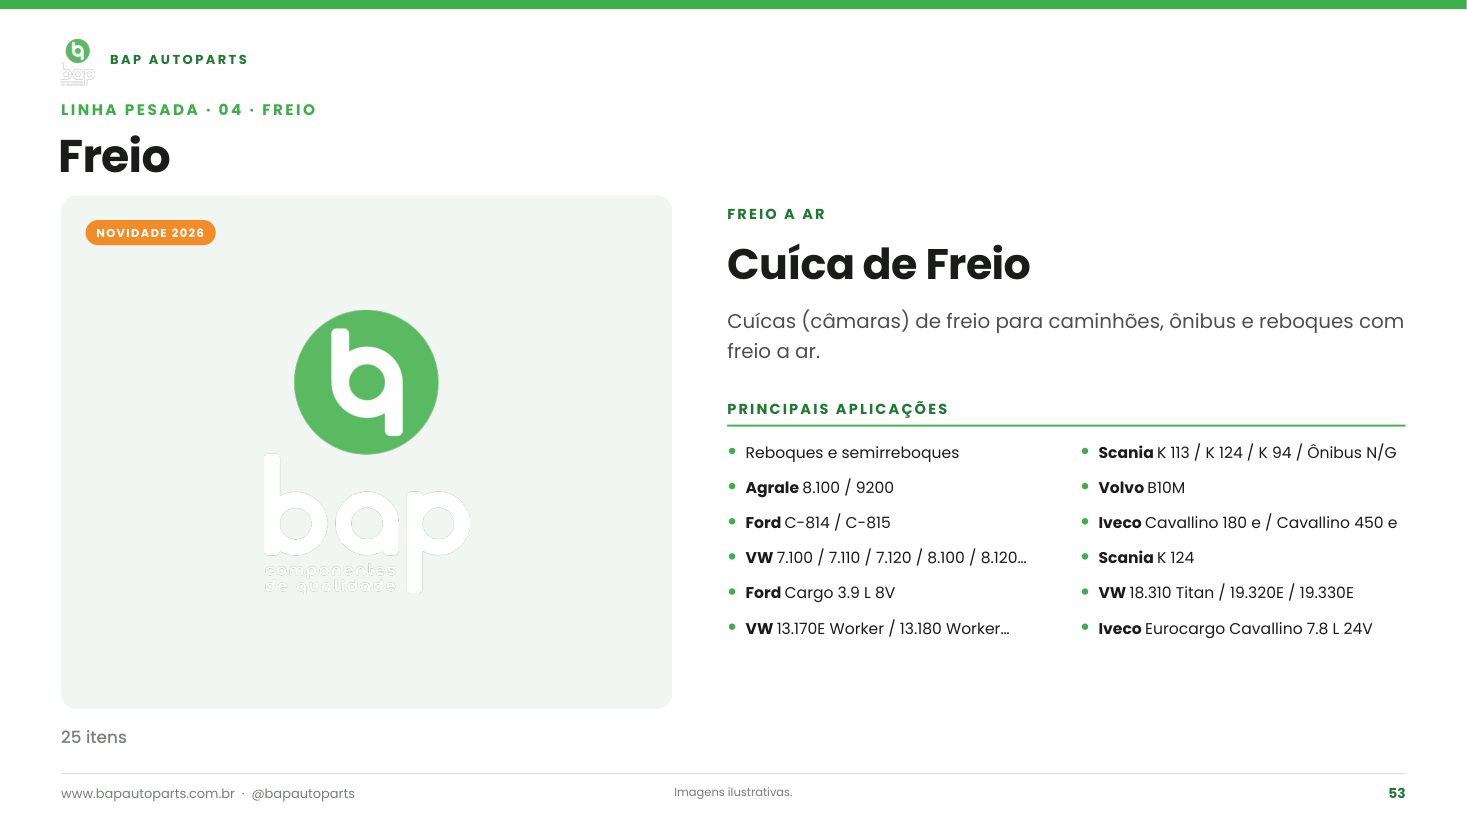 bap
BAP AUTOPARTS
LINHA PESADA · 04 · FREIO
Freio
NOVIDADE 2026
bap
componentes
de qualidade
25 itens
FREIO A AR
Cuíca de Freio
Cuícas (câmaras) de freio para caminhões, ônibus e reboques com
freio a ar.
PRINCIPAIS APLICAÇÕES
• Reboques e semirreboques
• Agrale 8.100 / 9200
• Ford C-814 / C-815
• VW 7.100 / 7.110 / 7.120 / 8.100 / 8.120…
• Ford Cargo 3.9 L 8V
• VW 13.170E Worker / 13.180 Worker…
• Scania K 113 / K 124 / K 94 / Ônibus N/G
• Volvo B10M
• Iveco Cavallino 180 e / Cavallino 450 e
• Scania K 124
• VW 18.310 Titan / 19.320E / 19.330E
• Iveco Eurocargo Cavallino 7.8 L 24V
www.bapautoparts.com.br · @bapautoparts
Imagens ilustrativas.
53